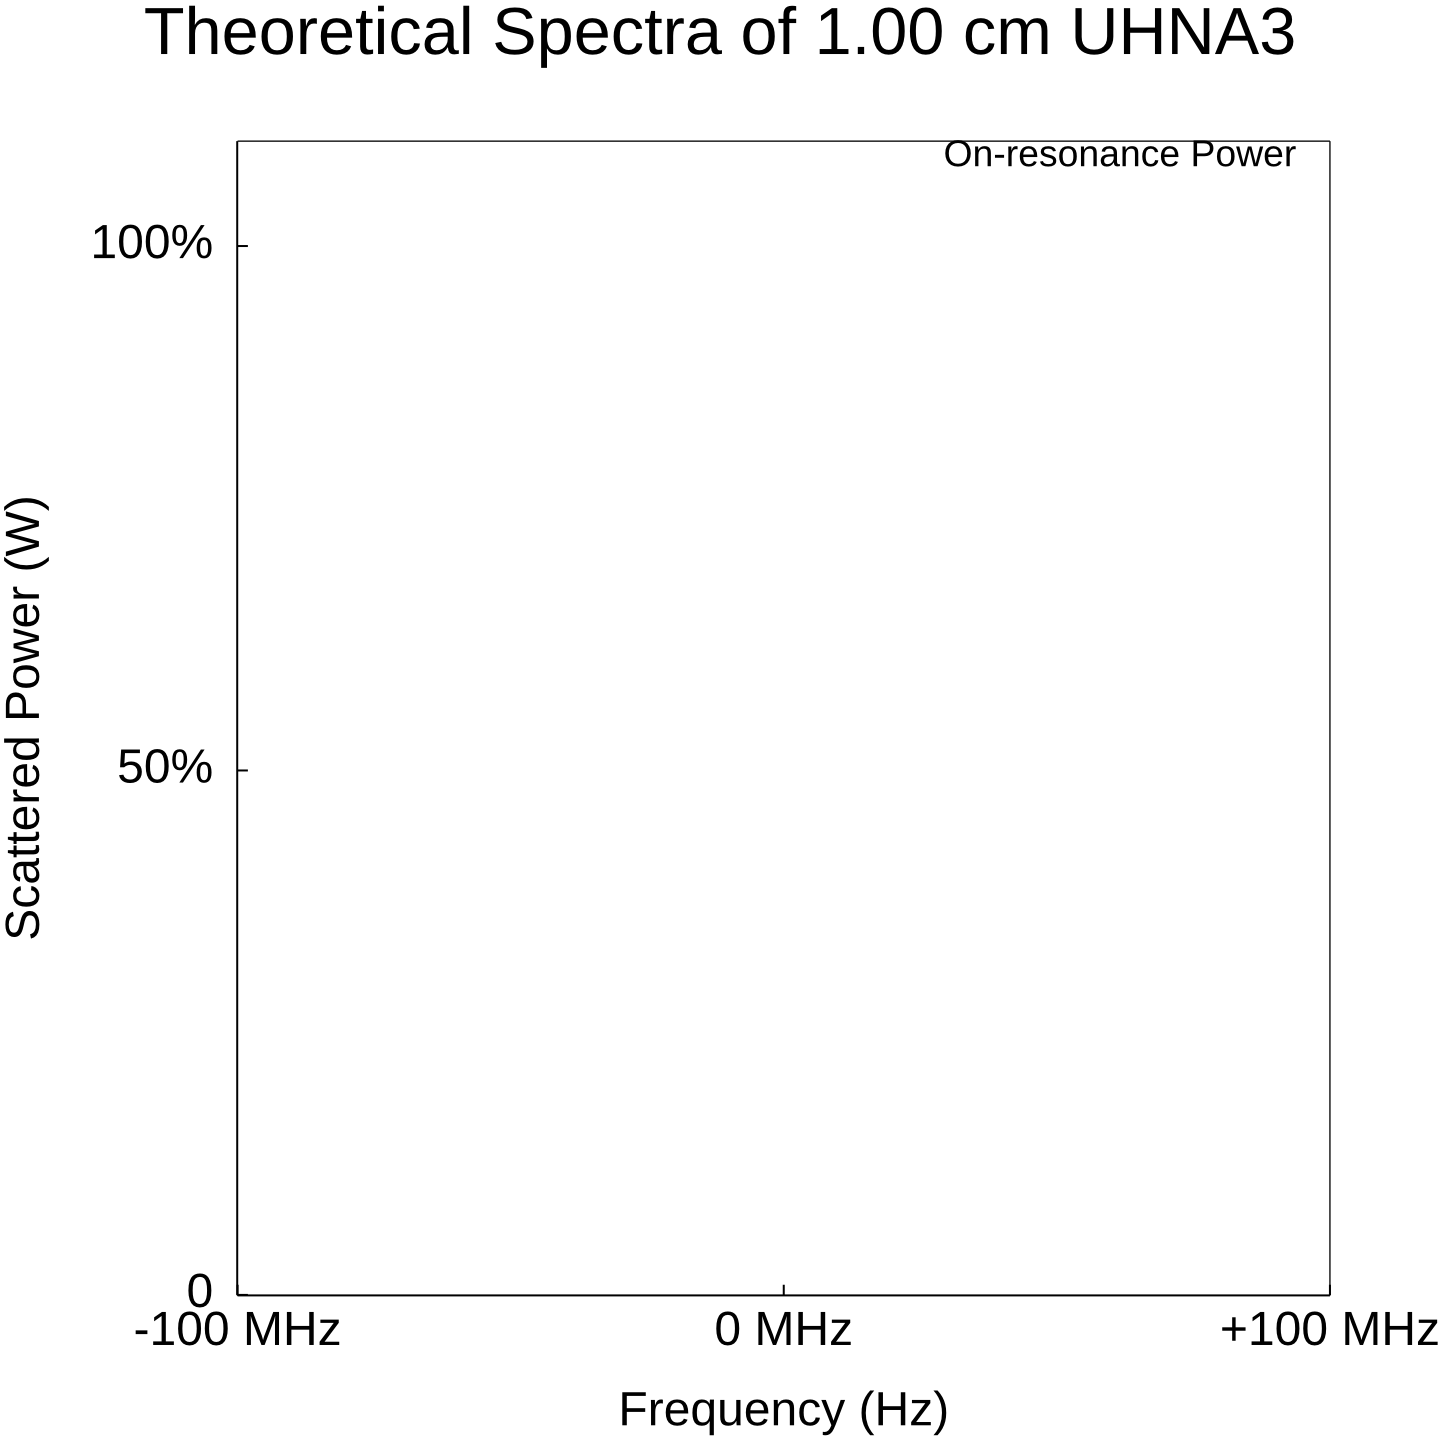 Theoretical Spectra of 1.00 cm UHNA3
On-resonance Power
100%
50%
0
Scattered Power (W)
-100 MHz
0 MHz
+100 MHz
Frequency (Hz)